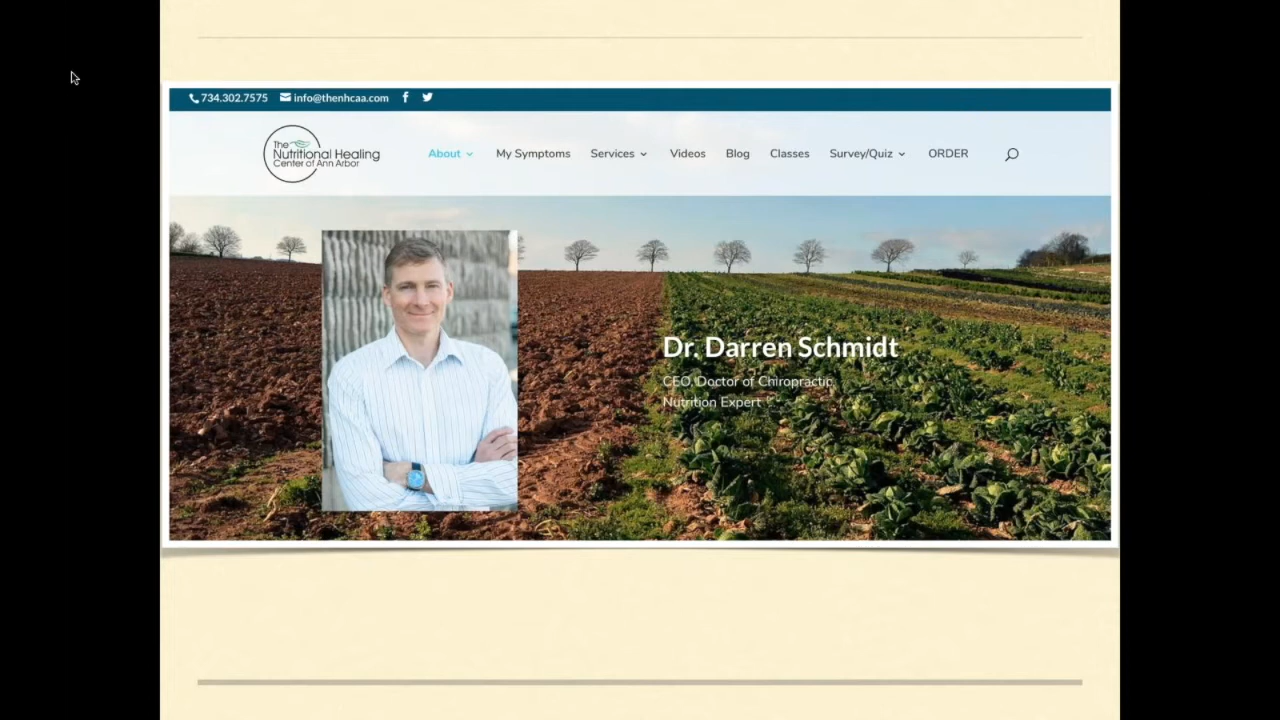 734.302.7575 info@thenhcaa.com
The
Nutritional Healing
Center of Ann Arbor
About My Symptoms Services Videos Blog Classes Survey/Quiz ORDER
Dr. Darren Schmidt
CEO, Doctor of Chiropractic
Nutrition Expert